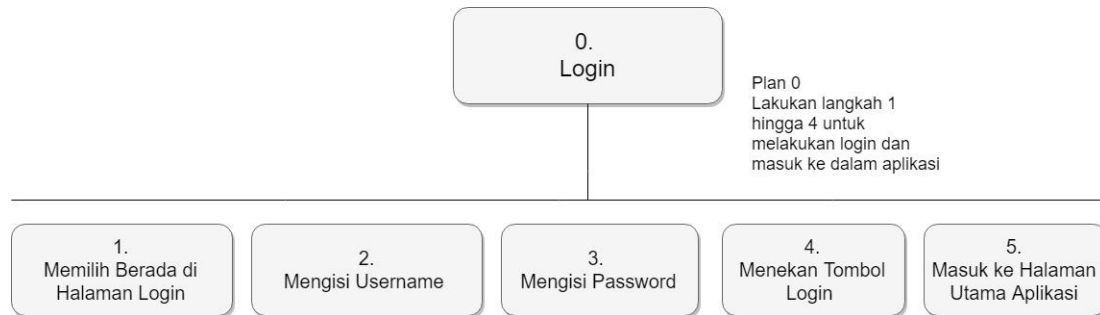 0.
Login
Plan 0
Lakukan langkah 1
hingga 4 untuk
melakukan login dan
masuk ke dalam aplikasi
1.
Memilih Berada di
Halaman Login
2.
Mengisi Username
3.
Mengisi Password
4.
Menekan Tombol
Login
5.
Masuk ke Halaman
Utama Aplikasi